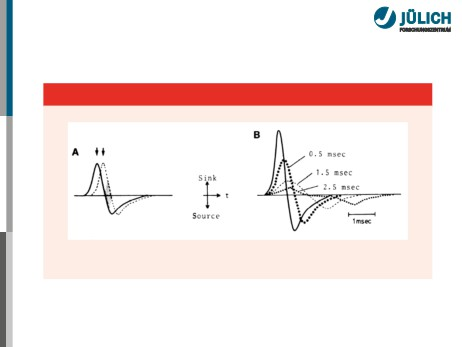 JÜLICH
FORSCHUNGSZENTRUM
A
B
0.5 msec
1.5 msec
2.5 msec
Sink
t
Source
1msec